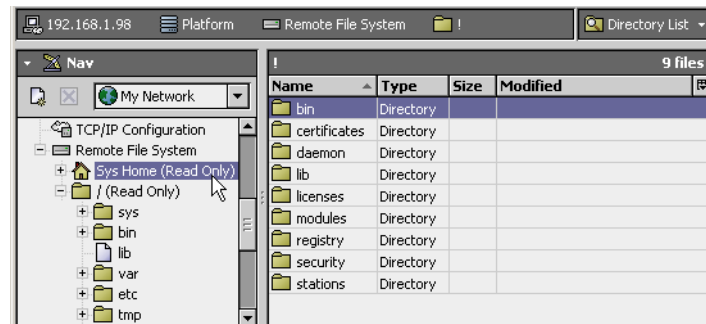 192.168.1.98 Platform Remote File System ! Directory List
Nav
My Network
TCP/IP Configuration
Remote File System
Sys Home (Read Only)
/ (Read Only)
sys
bin
lib
var
etc
tmp
! 9 files
Name Type Size Modified
bin Directory
certificates Directory
daemon Directory
lib Directory
licenses Directory
modules Directory
registry Directory
security Directory
stations Directory